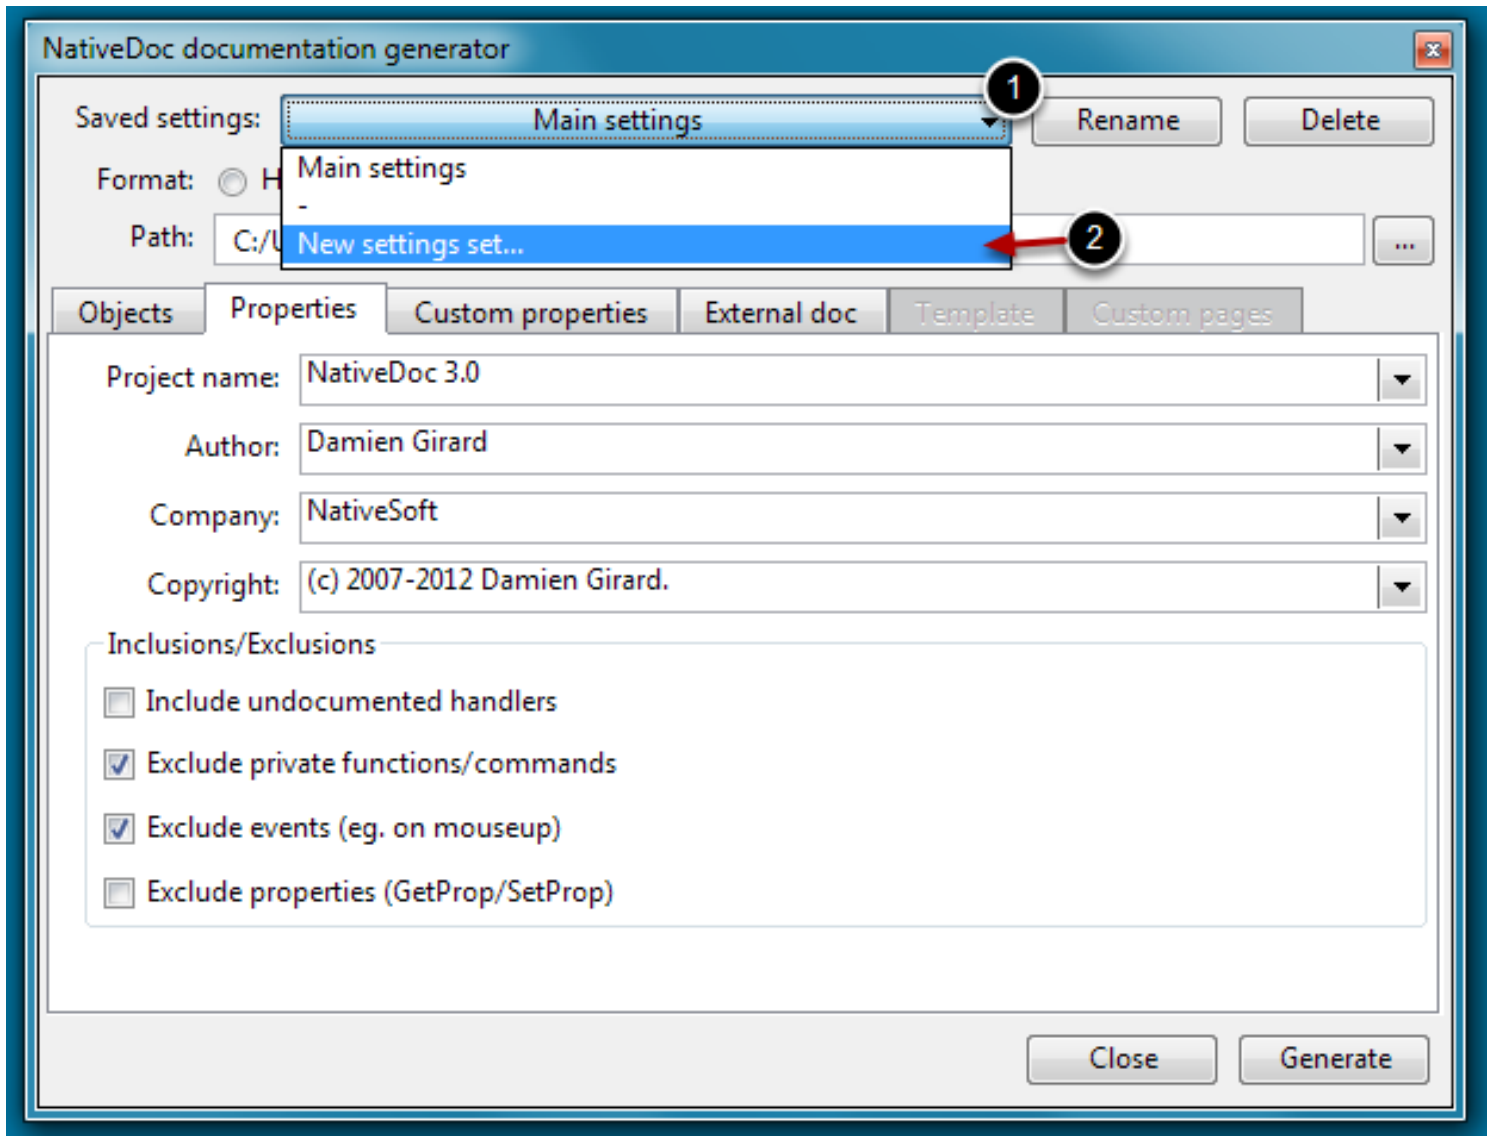 NativeDoc documentation generator
1
Saved settings: Main settings Rename Delete
Main settings
Format: H
-
Path: C:/ New settings set... 2 ...
Objects Properties Custom properties External doc Template Custom pages
Project name: NativeDoc 3.0
Author: Damien Girard
Company: NativeSoft
Copyright: (c) 2007-2012 Damien Girard.
Inclusions/Exclusions
Include undocumented handlers
Exclude private functions/commands
Exclude events (eg. on mouseup)
Exclude properties (GetProp/SetProp)
Close Generate